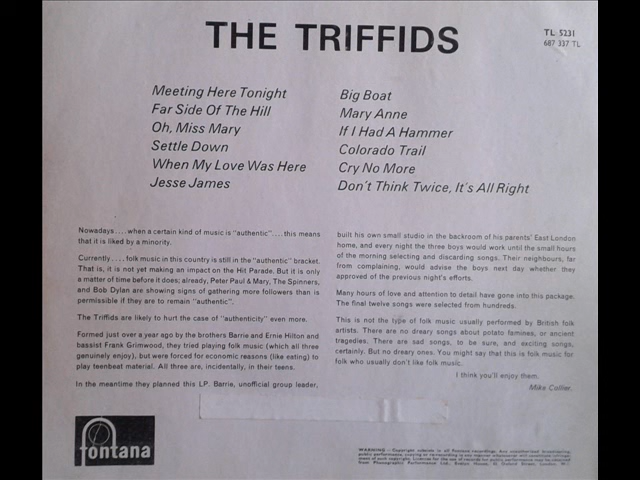 THE TRIFFIDS
TL 5231
687 337 TL
Meeting Here Tonight
Far Side Of The Hill
Oh, Miss Mary
Settle Down
When My Love Was Here
Jesse James
Big Boat
Mary Anne
If I Had A Hammer
Colorado Trail
Cry No More
Don't Think Twice, It's All Right
Nowadays.... when a certain kind of music is "authentic".... this means
that it is liked by a minority.
Currently.... folk music in this country is still in the "authentic" bracket.
That is, it is not yet making an impact on the Hit Parade. But it is only
a matter of time before it does; already, Peter Paul & Mary, The Spinners,
and Bob Dylan are showing signs of gathering more followers than is
permissible if they are to remain "authentic".
The Triffids are likely to hurt the case of "authenticity" even more.
Formed just over a year ago by the brothers Barrie and Ernie Hilton and
bassist Frank Grimwood, they tried playing folk music (which all three
genuinely enjoy), but were forced for economic reasons (like eating) to
play teenbeat material. All three are, incidentally, in their teens.
In the meantime they planned this LP. Barrie, unofficial group leader,
built his own small studio in the backroom of his parents' East London
home, and every night the three boys would work until the small hours
of the morning selecting and discarding songs. Their neighbours, far
from complaining, would advise the boys next day whether they
approved of the previous night's efforts.
Many hours of love and attention to detail have gone into this package.
The final twelve songs were selected from hundreds.
This is not the type of folk music usually performed by British folk
artists. There are no dreary songs about potato famines, or ancient
tragedies. There are sad songs, to be sure, and exciting songs,
certainly. But no dreary ones. You might say that this is folk music for
folk who usually don't like folk music.
I think you'll enjoy them.
Mike Collier.
fontana